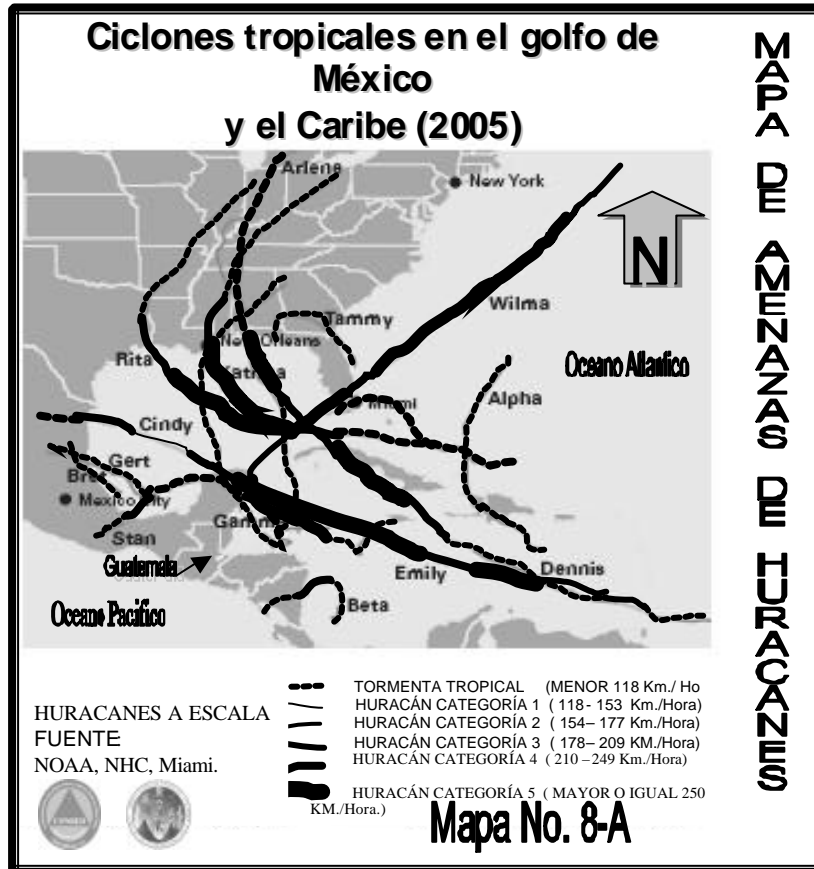 Ciclones tropicales en el golfo de
México
y el Caribe (2005)
MAPA DE AMENAZAS DE HURACANES
Arlene
New York
N
Wilma
Tammy
New Orleans
Rita
Katrina
Oceano Atlantico
Miami
Alpha
Cindy
Gert
Bret
Mexico City
Gamma
Stan
Guatemala
Emily
Dennis
Oceano Pacifico
Beta
TORMENTA TROPICAL (MENOR 118 Km./ Ho
HURACÁN CATEGORÍA 1 ( 118- 153 Km./Hora)
HURACÁN CATEGORÍA 2 ( 154– 177 Km./Hora)
HURACÁN CATEGORÍA 3 ( 178– 209 KM./Hora)
HURACÁN CATEGORÍA 4 ( 210 –249 Km./Hora)
HURACÁN CATEGORÍA 5 ( MAYOR O IGUAL 250
KM./Hora.)
HURACANES A ESCALA
FUENTE
NOAA, NHC, Miami.
Mapa No. 8-A